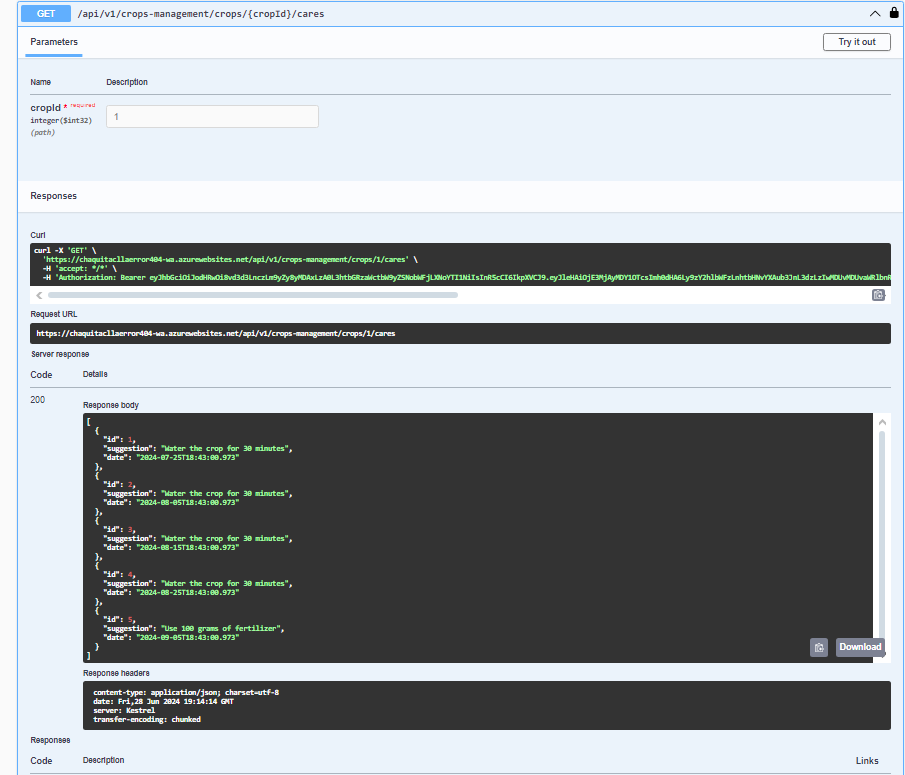 GET /api/v1/crops-management/crops/{cropId}/cares
Parameters
Try it out
Name Description
cropId * required
integer($int32)
(path)
1
Responses
Curl
curl -X 'GET' \
'https://chaquitacllaerror404-wa.azurewebsites.net/api/v1/crops-management/crops/1/cares' \
-H 'accept: */*' \
-H 'Authorization: Bearer
Request URL
https://chaquitacllaerror404-wa.azurewebsites.net/api/v1/crops-management/crops/1/cares
Server response
Code Details
200
Response body
[
{
"id": 1,
"suggestion": "Water the crop for 30 minutes",
"date": "2024-07-25T18:43:00.973"
},
{
"id": 2,
"suggestion": "Water the crop for 30 minutes",
"date": "2024-08-05T18:43:00.973"
},
{
"id": 3,
"suggestion": "Water the crop for 30 minutes",
"date": "2024-08-15T18:43:00.973"
},
{
"id": 4,
"suggestion": "Water the crop for 30 minutes",
"date": "2024-08-25T18:43:00.973"
},
{
"id": 5,
"suggestion": "Use 100 grams of fertilizer",
"date": "2024-09-05T18:43:00.973"
}
]
Download
Response headers
content-type: application/json; charset=utf-8
date: Fri,28 Jun 2024 19:14:14 GMT
server: Kestrel
transfer-encoding: chunked
Responses
Code Description Links